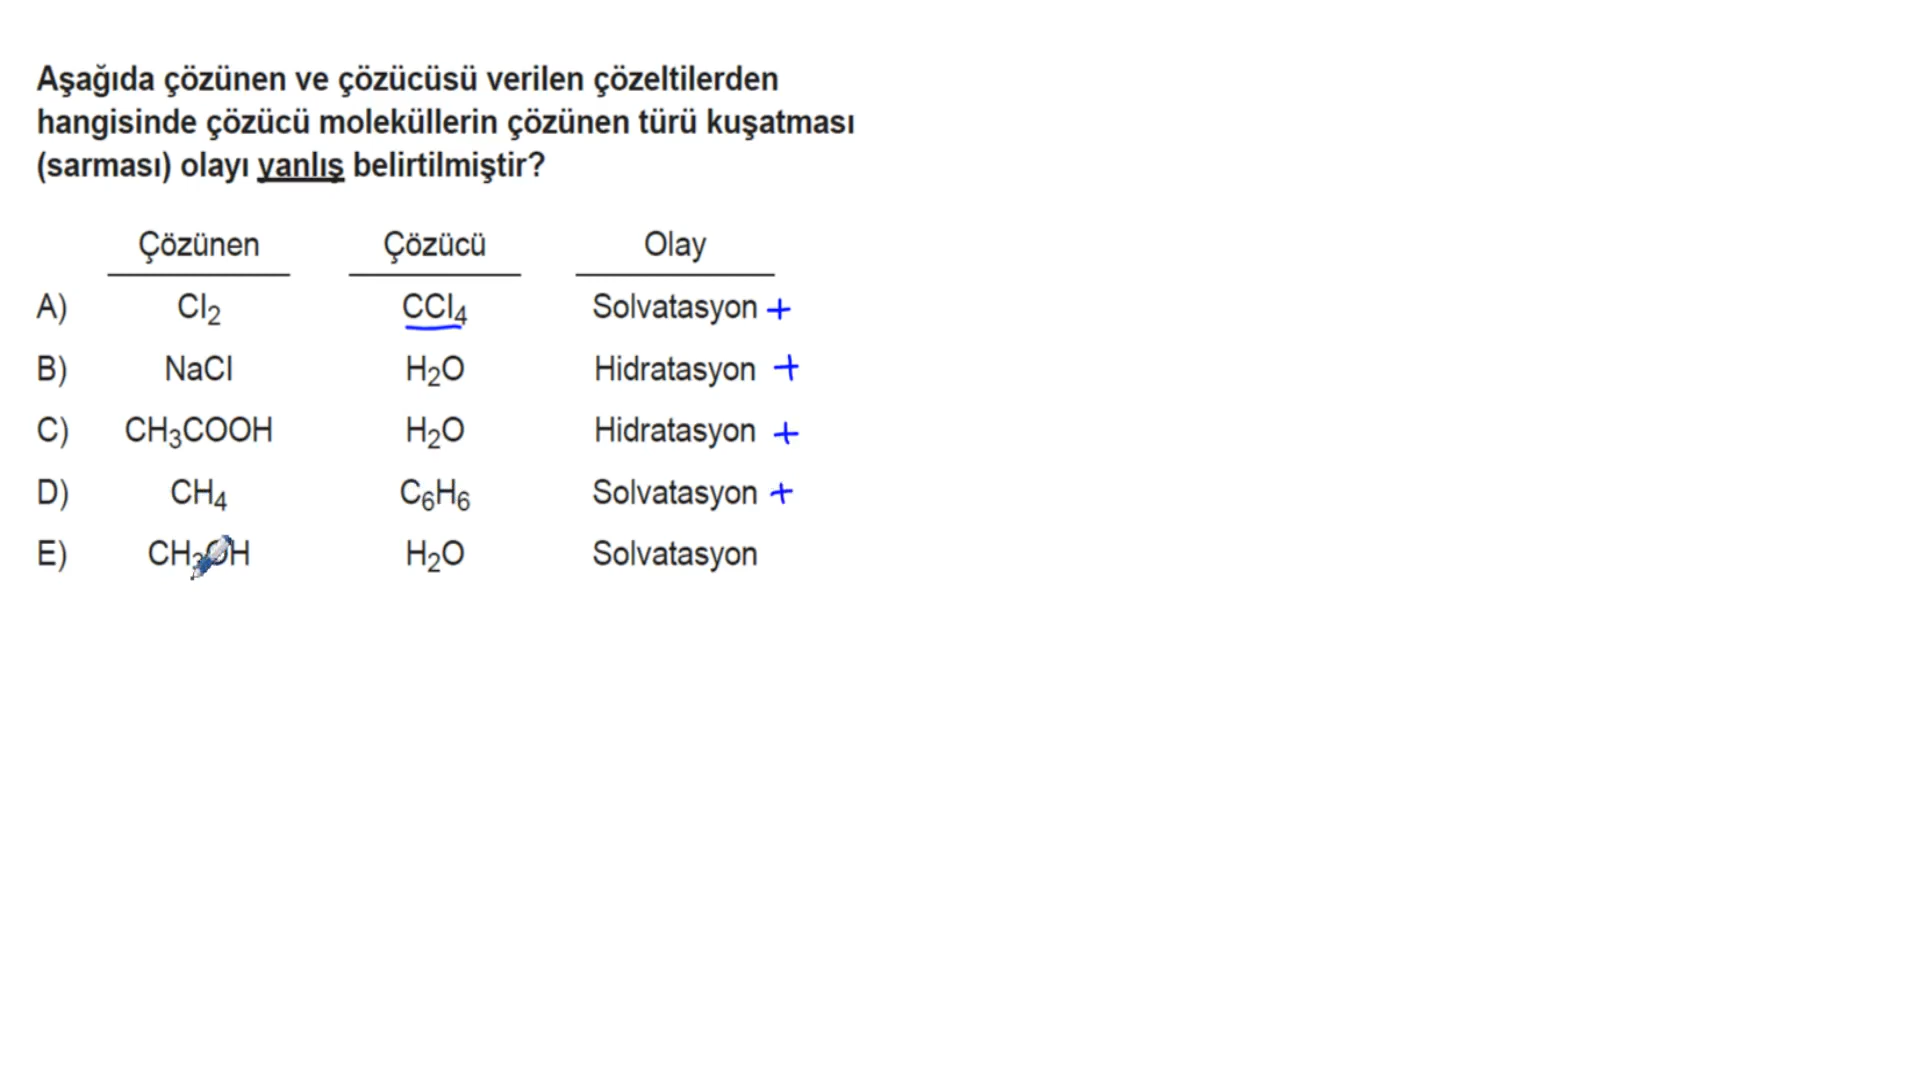 Aşağıda çözünen ve çözücüsü verilen çözeltilerden
hangisinde çözücü moleküllerin çözünen türü kuşatması
(sarması) olayı yanlış belirtilmiştir?
Çözünen Çözücü Olay
A) Cl₂ CCl₄ Solvatasyon +
B) NaCl H₂O Hidratasyon +
C) CH₃COOH H₂O Hidratasyon +
D) CH₄ C₆H₆ Solvatasyon +
E) CH₃OH H₂O Solvatasyon